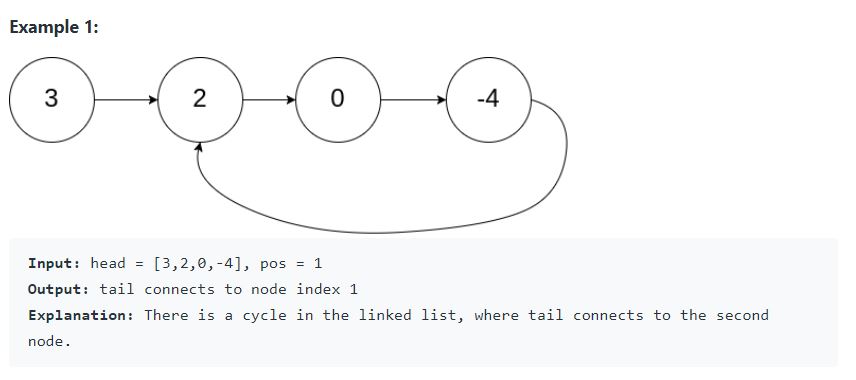 Example 1:
3 2 0 -4
Input: head = [3,2,0,-4], pos = 1
Output: tail connects to node index 1
Explanation: There is a cycle in the linked list, where tail connects to the second
node.